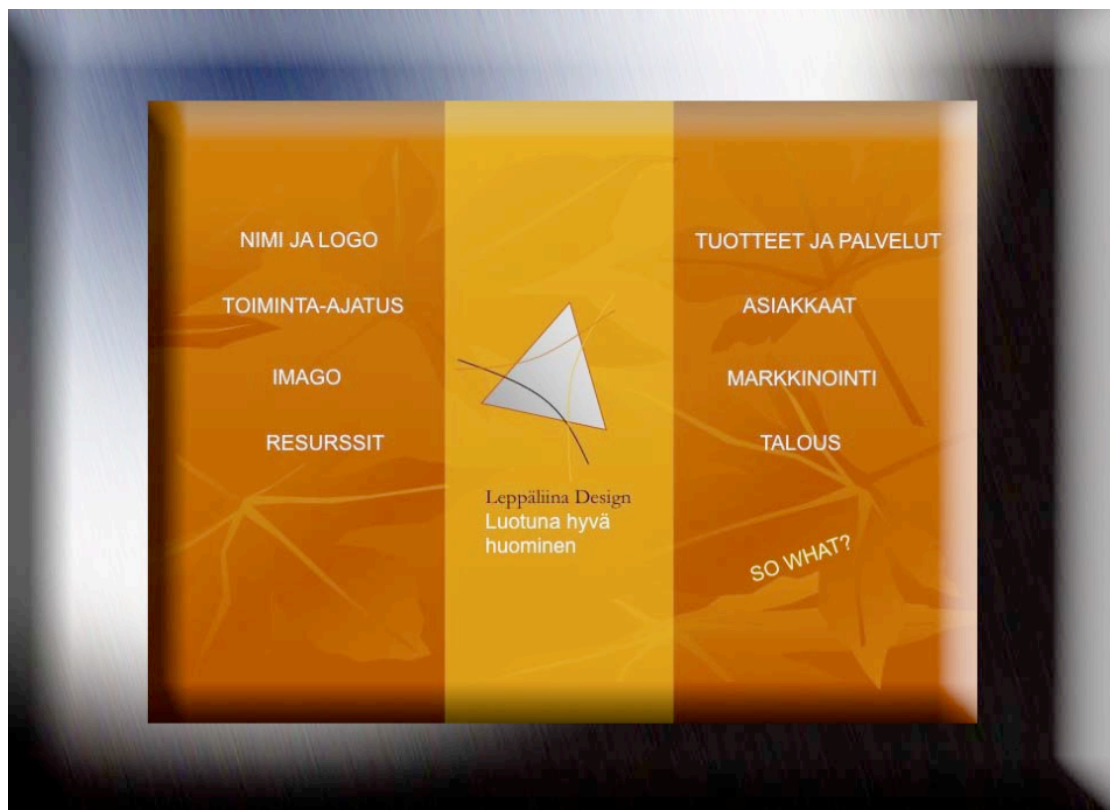 NIMI JA LOGO
TOIMINTA-AJATUS
IMAGO
RESURSSIT
Leppäliina Design
Luotuna hyvä
huominen
TUOTTEET JA PALVELUT
ASIAKKAAT
MARKKINOINTI
TALOUS
SO WHAT?